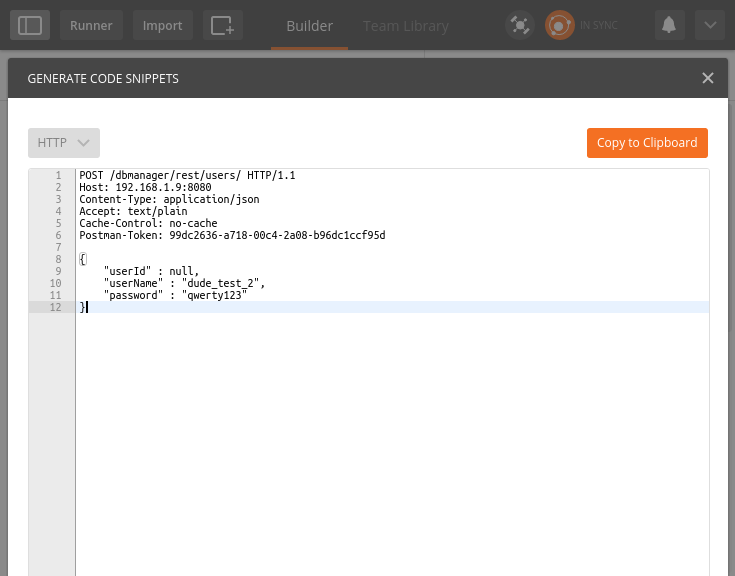 Runner Import Builder Team Library IN SYNC
GENERATE CODE SNIPPETS
HTTP Copy to Clipboard
1 POST /dbmanager/rest/users/ HTTP/1.1
2 Host: 192.168.1.9:8080
3 Content-Type: application/json
4 Accept: text/plain
5 Cache-Control: no-cache
6 Postman-Token: 99dc2636-a718-00c4-2a08-b96dc1ccf95d
7
8 {
9 "userId" : null,
10 "userName" : "dude_test_2",
11 "password" : "qwerty123"
12 }